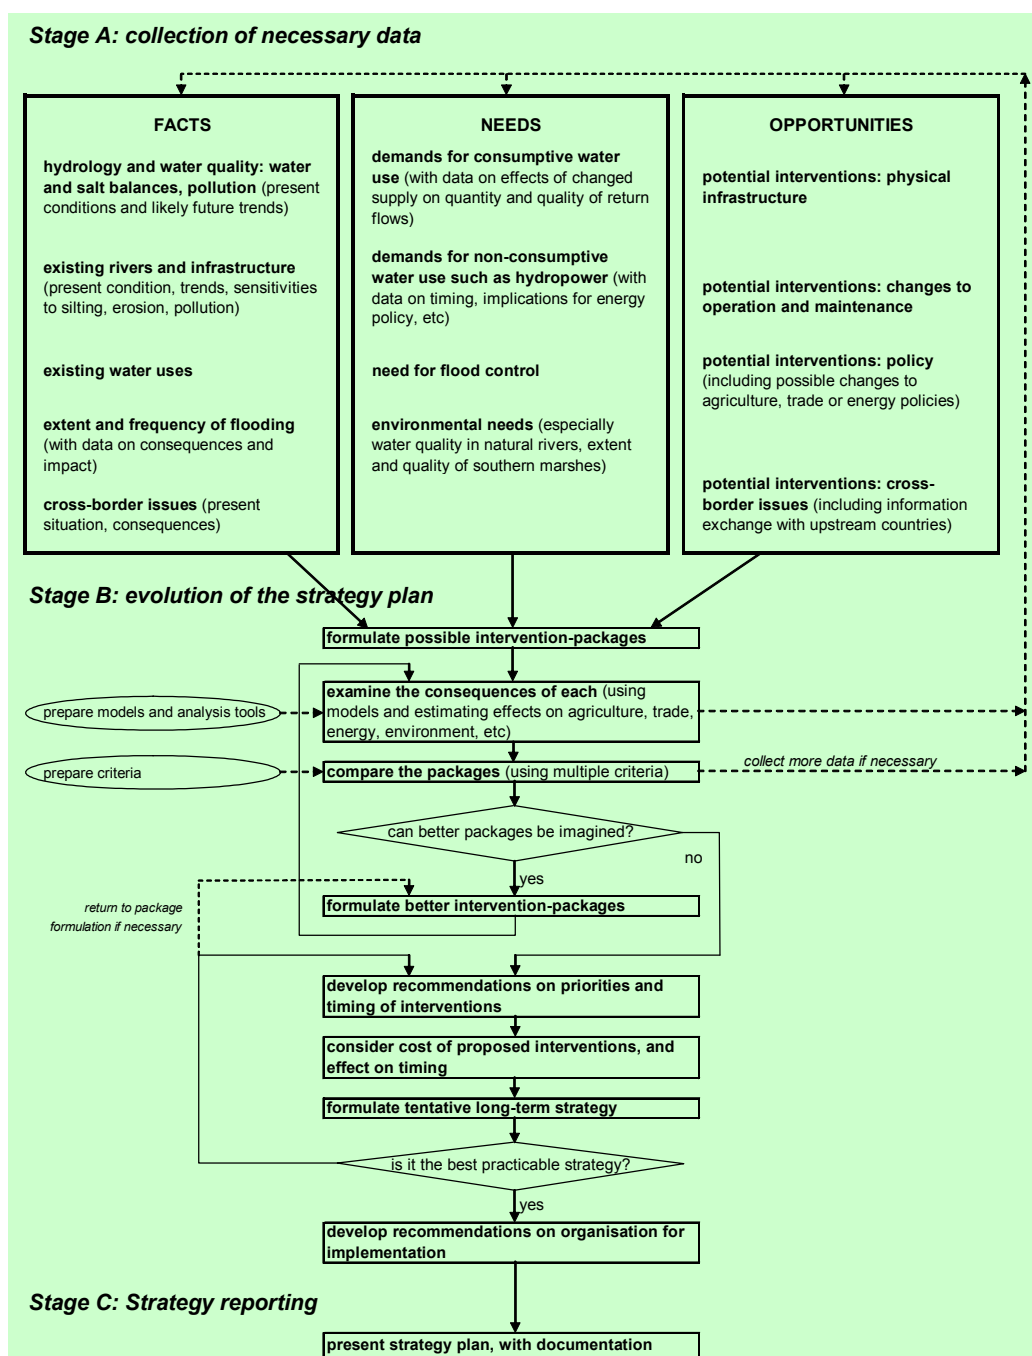 Stage A: collection of necessary data
FACTS
hydrology and water quality: water
and salt balances, pollution (present
conditions and likely future trends)
existing rivers and infrastructure
(present condition, trends, sensitivities
to silting, erosion, pollution)
existing water uses
extent and frequency of flooding
(with data on consequences and
impact)
cross-border issues (present
situation, consequences)
NEEDS
demands for consumptive water
use (with data on effects of changed
supply on quantity and quality of return
flows)
demands for non-consumptive
water use such as hydropower (with
data on timing, implications for energy
policy, etc)
need for flood control
environmental needs (especially
water quality in natural rivers, extent
and quality of southern marshes)
OPPORTUNITIES
potential interventions: physical
infrastructure
potential interventions: changes to
operation and maintenance
potential interventions: policy
(including possible changes to
agriculture, trade or energy policies)
potential interventions: cross-
border issues (including information
exchange with upstream countries)
Stage B: evolution of the strategy plan
formulate possible intervention-packages
prepare models and analysis tools
examine the consequences of each (using
models and estimating effects on agriculture, trade,
energy, environment, etc)
prepare criteria
compare the packages (using multiple criteria)
collect more data if necessary
can better packages be imagined?
no
yes
return to package
formulation if necessary
formulate better intervention-packages
develop recommendations on priorities and
timing of interventions
consider cost of proposed interventions, and
effect on timing
formulate tentative long-term strategy
is it the best practicable strategy?
yes
develop recommendations on organisation for
implementation
Stage C: Strategy reporting
present strategy plan, with documentation